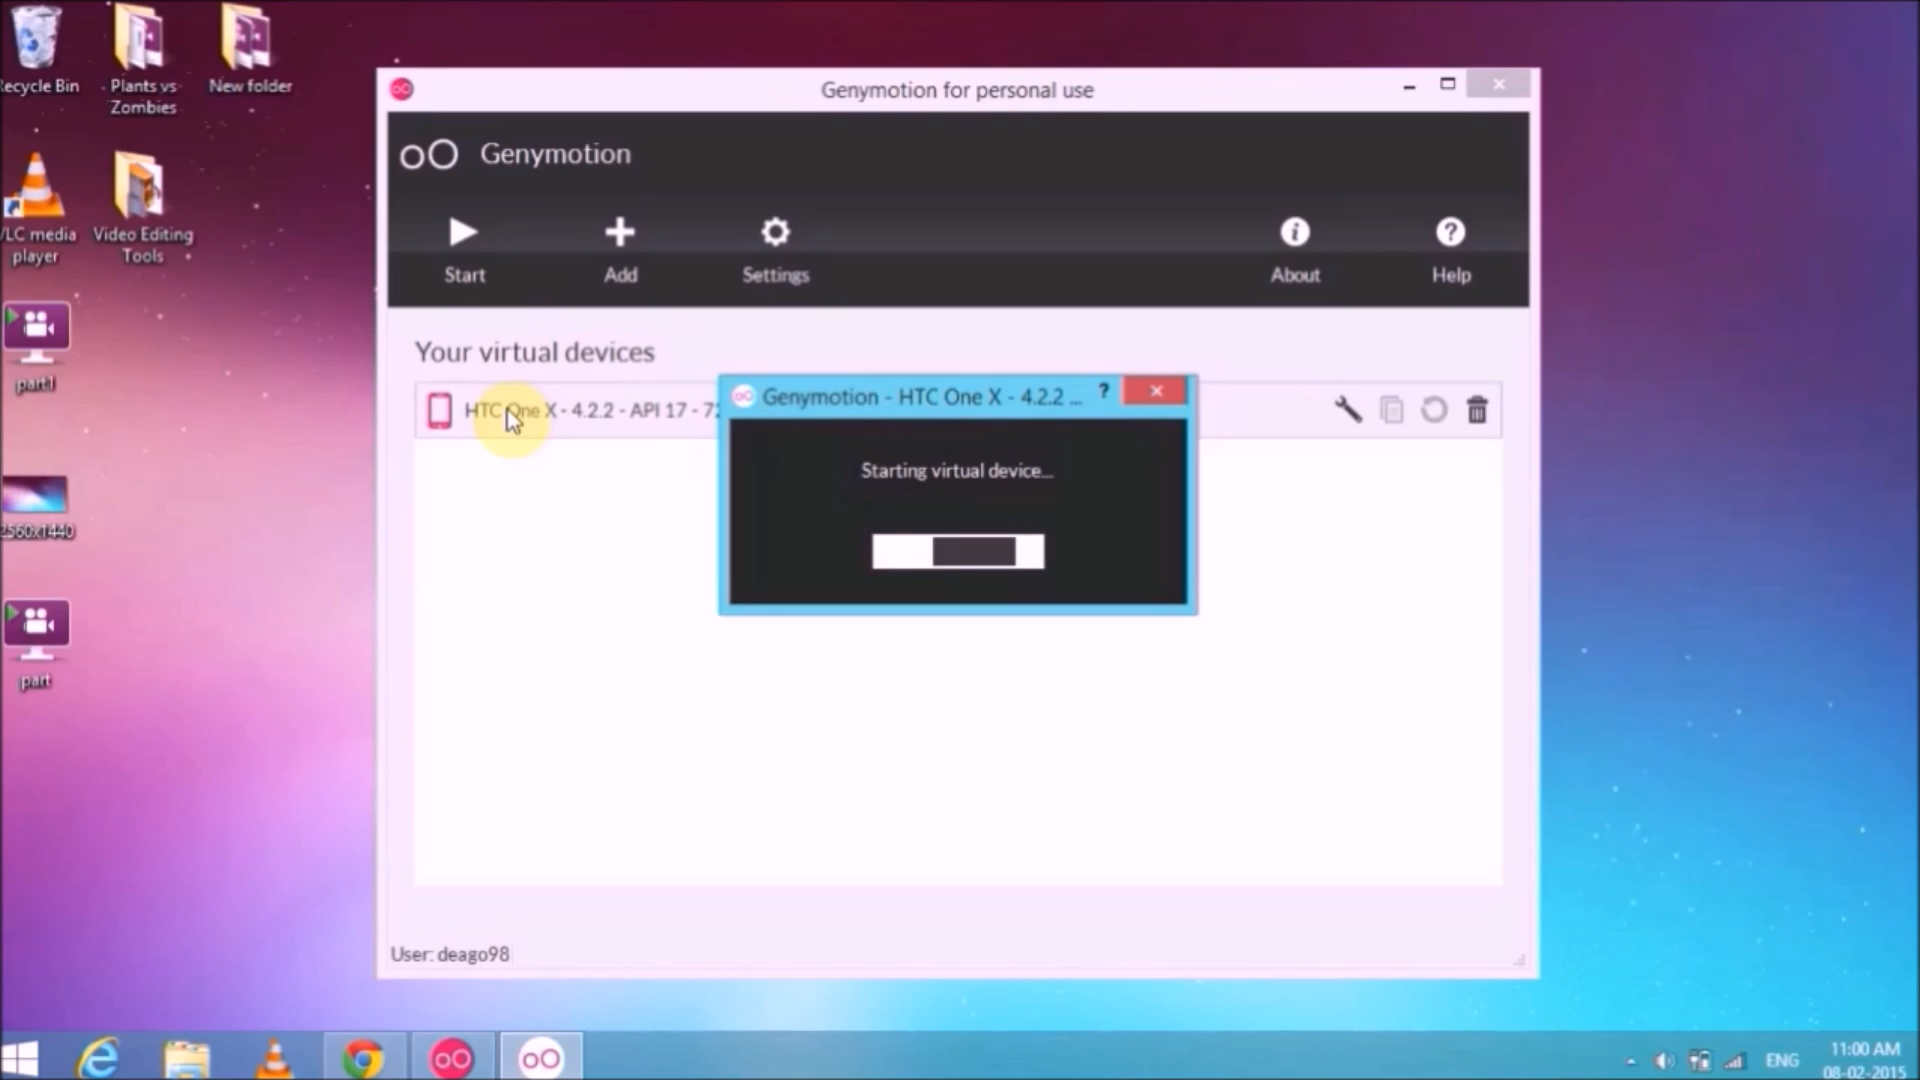 Recycle Bin
Plants vs
Zombies
New folder
VLC media
player
Video Editing
Tools
part1
2560x1440
part
Genymotion for personal use
Genymotion
Start
Add
Settings
About
Help
Your virtual devices
HTC One X - 4.2.2 - API 17 - 72
Genymotion - HTC One X - 4.2.2 ...
?
Starting virtual device...
User: deago98
ENG
11:00 AM
08-02-2015